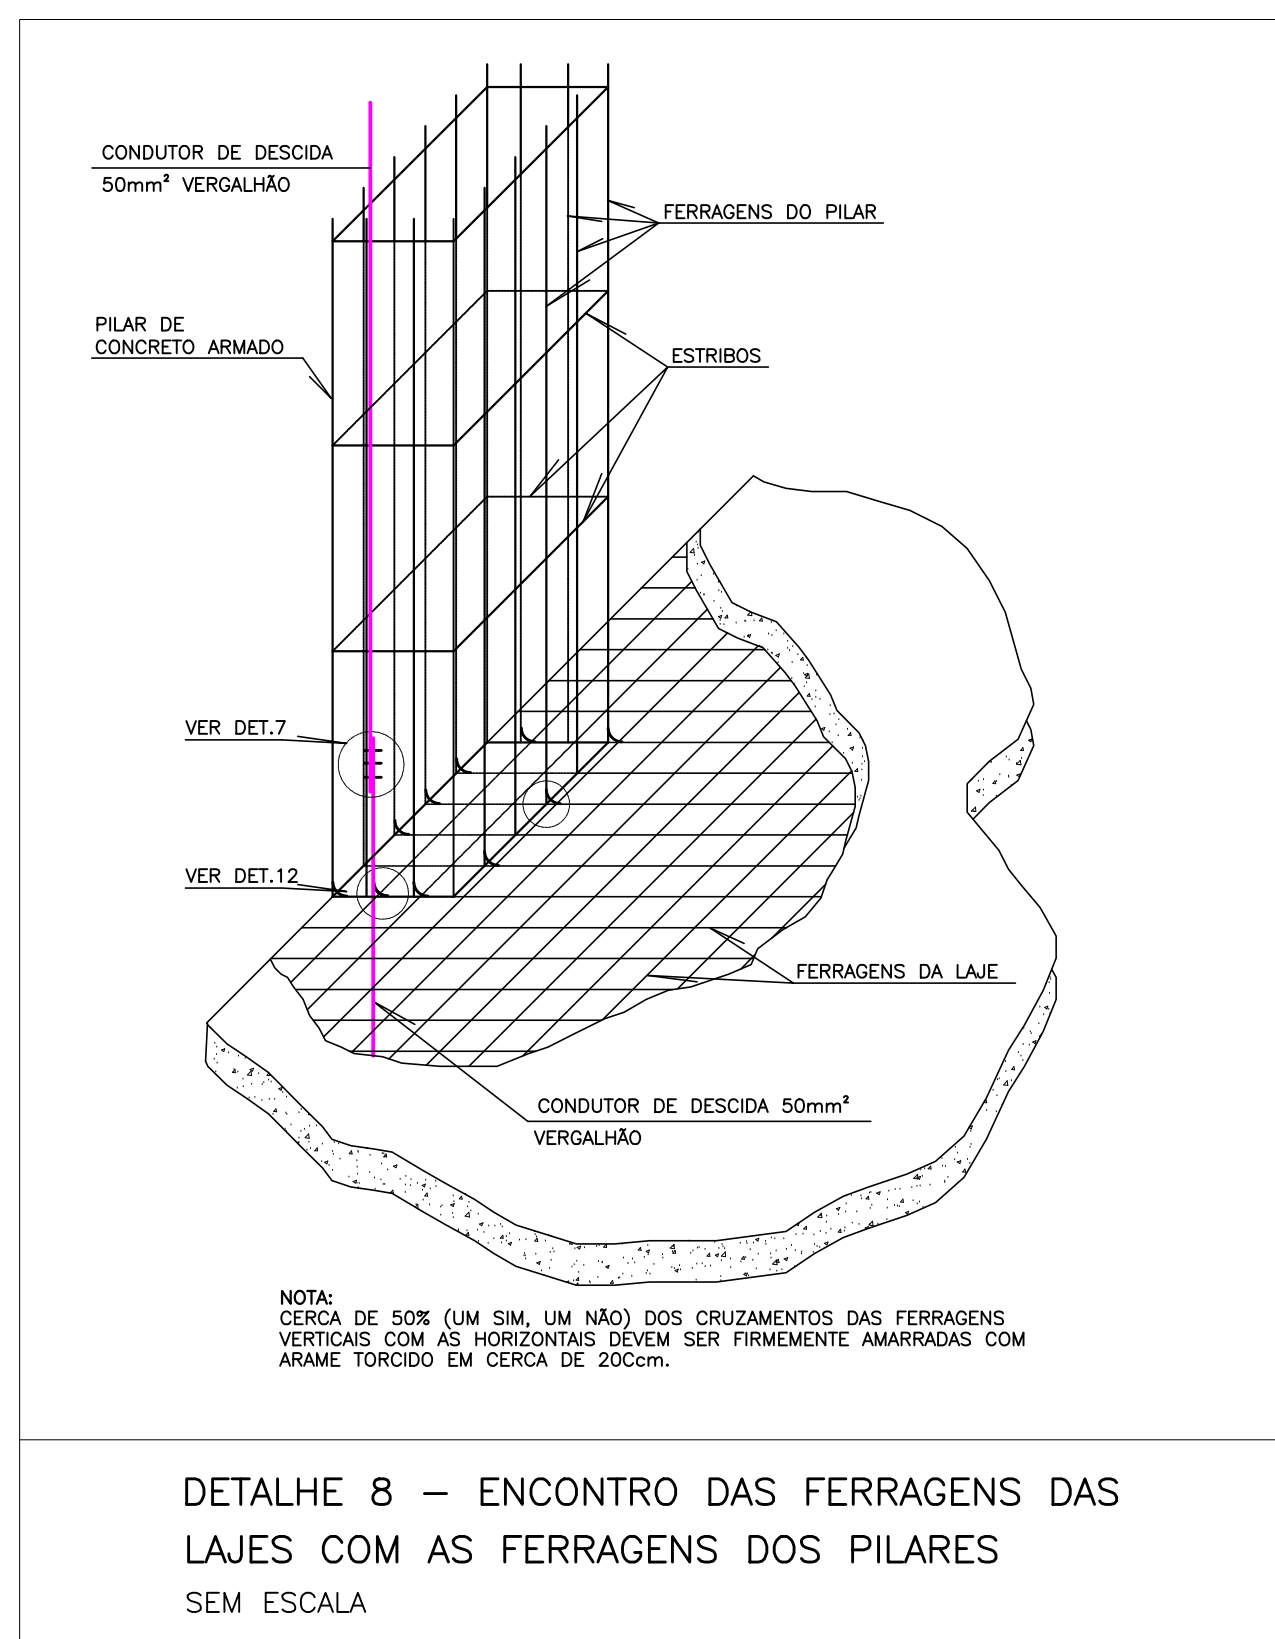 CONDUTOR DE DESCIDA
50mm² VERGALHÃO
FERRAGENS DO PILAR
PILAR DE
CONCRETO ARMADO
ESTRIBOS
VER DET.7
VER DET.12
FERRAGENS DA LAJE
CONDUTOR DE DESCIDA 50mm²
VERGALHÃO
NOTA:
CERCA DE 50% (UM SIM, UM NÃO) DOS CRUZAMENTOS DAS FERRAGENS
VERTICAIS COM AS HORIZONTAIS DEVEM SER FIRMEMENTE AMARRADAS COM
ARAME TORCIDO EM CERCA DE 20Ccm.
DETALHE 8 – ENCONTRO DAS FERRAGENS DAS
LAJES COM AS FERRAGENS DOS PILARES
SEM ESCALA